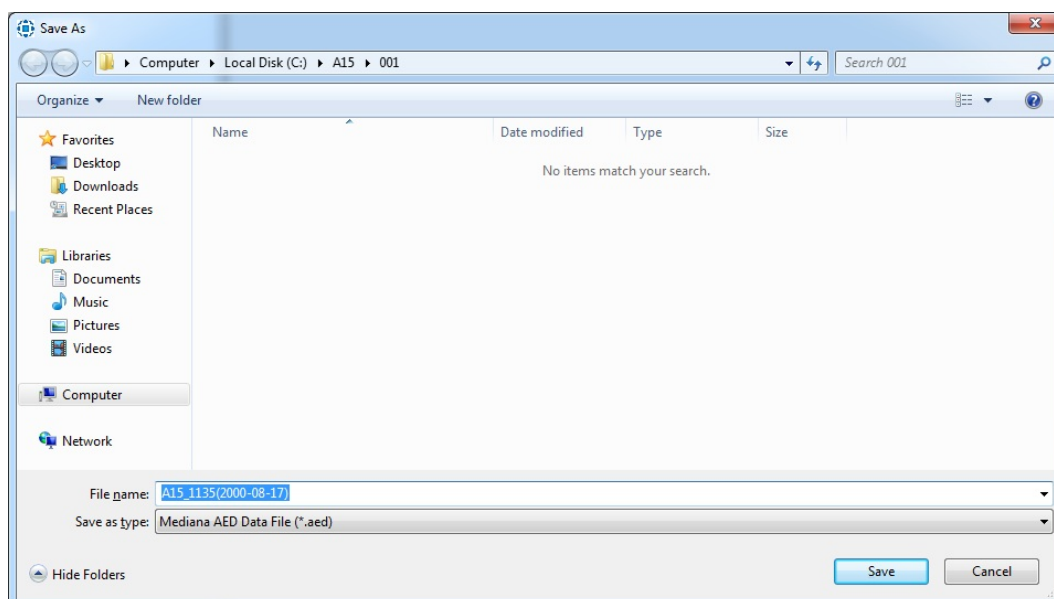 Save As
Computer Local Disk (C:) A15 001
Search 001
Organize New folder
Name Date modified Type Size
No items match your search.
Favorites
Desktop
Downloads
Recent Places
Libraries
Documents
Music
Pictures
Videos
Computer
Network
File name: A15_1135(2000-08-17)
Save as type: Mediana AED Data File (*.aed)
Hide Folders
Save Cancel